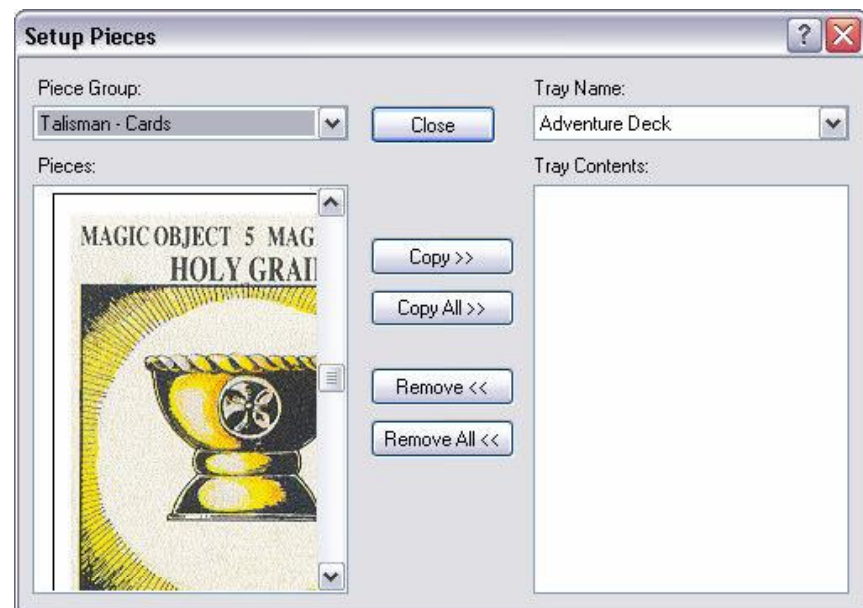 Setup Pieces
Piece Group:
Talisman - Cards
Close
Tray Name:
Adventure Deck
Pieces:
Tray Contents:
MAGIC OBJECT 5 MAG
HOLY GRAI
Copy >>
Copy All >>
Remove <<
Remove All <<